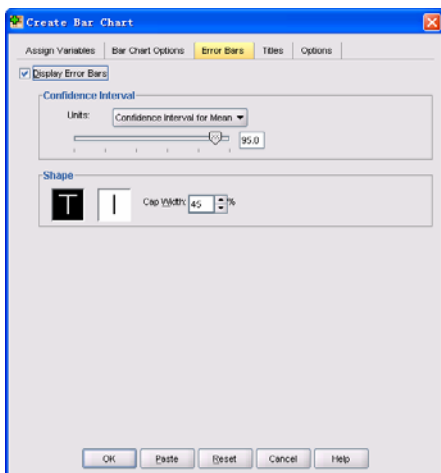 Create Bar Chart
Assign Variables Bar Chart Options Error Bars Titles Options
Display Error Bars
Confidence Interval
Units: Confidence Interval for Mean
95.0
Shape
T I Cap Width: 45 %
OK Paste Reset Cancel Help